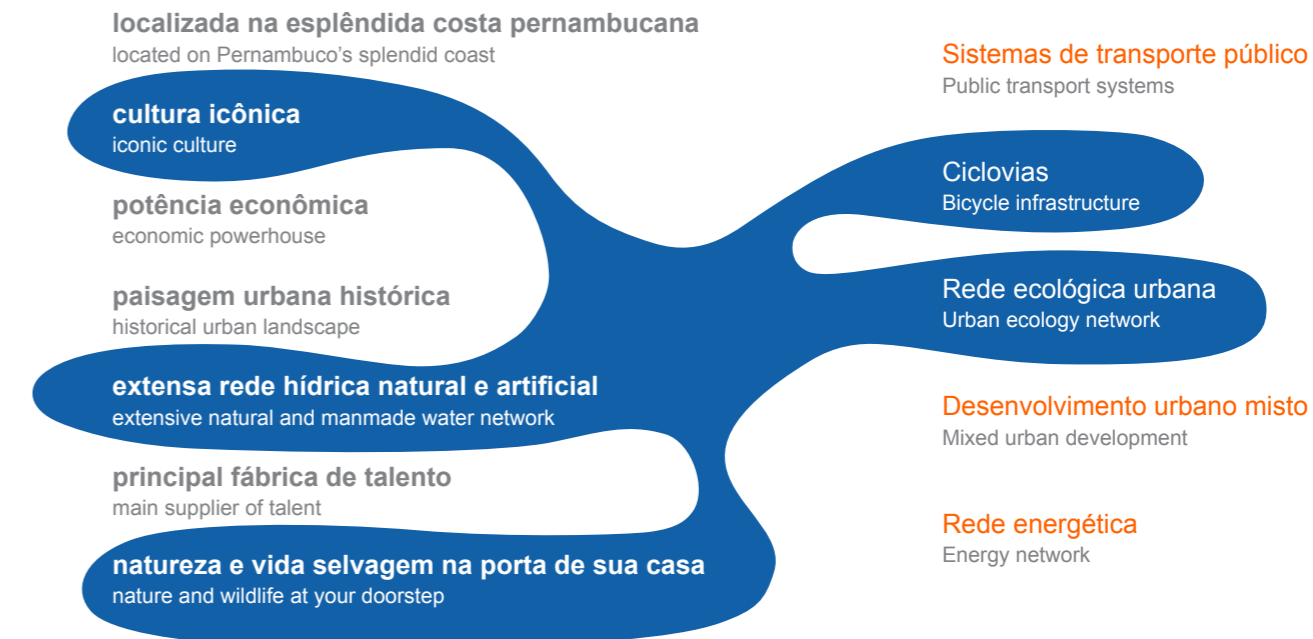 localizada na esplêndida costa pernambucana
located on Pernambuco’s splendid coast
cultura icônica
iconic culture
potência econômica
economic powerhouse
paisagem urbana histórica
historical urban landscape
extensa rede hídrica natural e artificial
extensive natural and manmade water network
principal fábrica de talento
main supplier of talent
natureza e vida selvagem na porta de sua casa
nature and wildlife at your doorstep
Sistemas de transporte público
Public transport systems
Ciclovias
Bicycle infrastructure
Rede ecológica urbana
Urban ecology network
Desenvolvimento urbano misto
Mixed urban development
Rede energética
Energy network